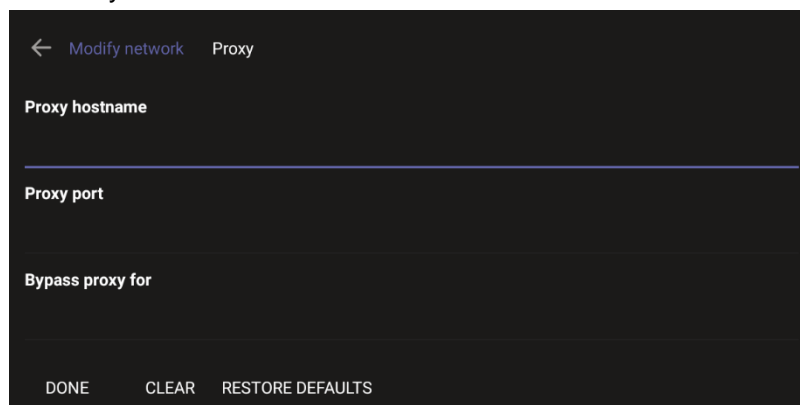 Modify network Proxy
Proxy hostname
Proxy port
Bypass proxy for
DONE CLEAR RESTORE DEFAULTS